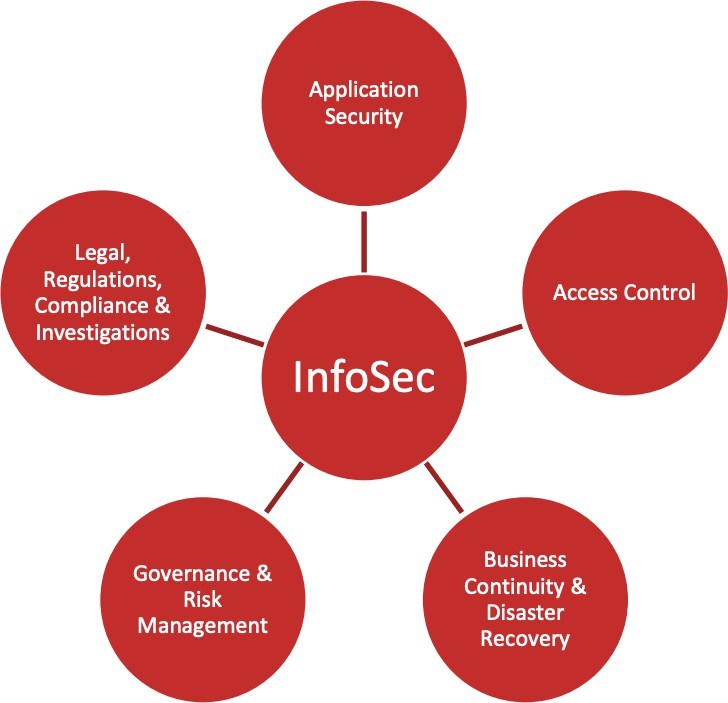 Application
Security
Legal,
Regulations,
Compliance &
Investigations
Access Control
InfoSec
Governance &
Risk
Management
Business
Continuity &
Disaster
Recovery